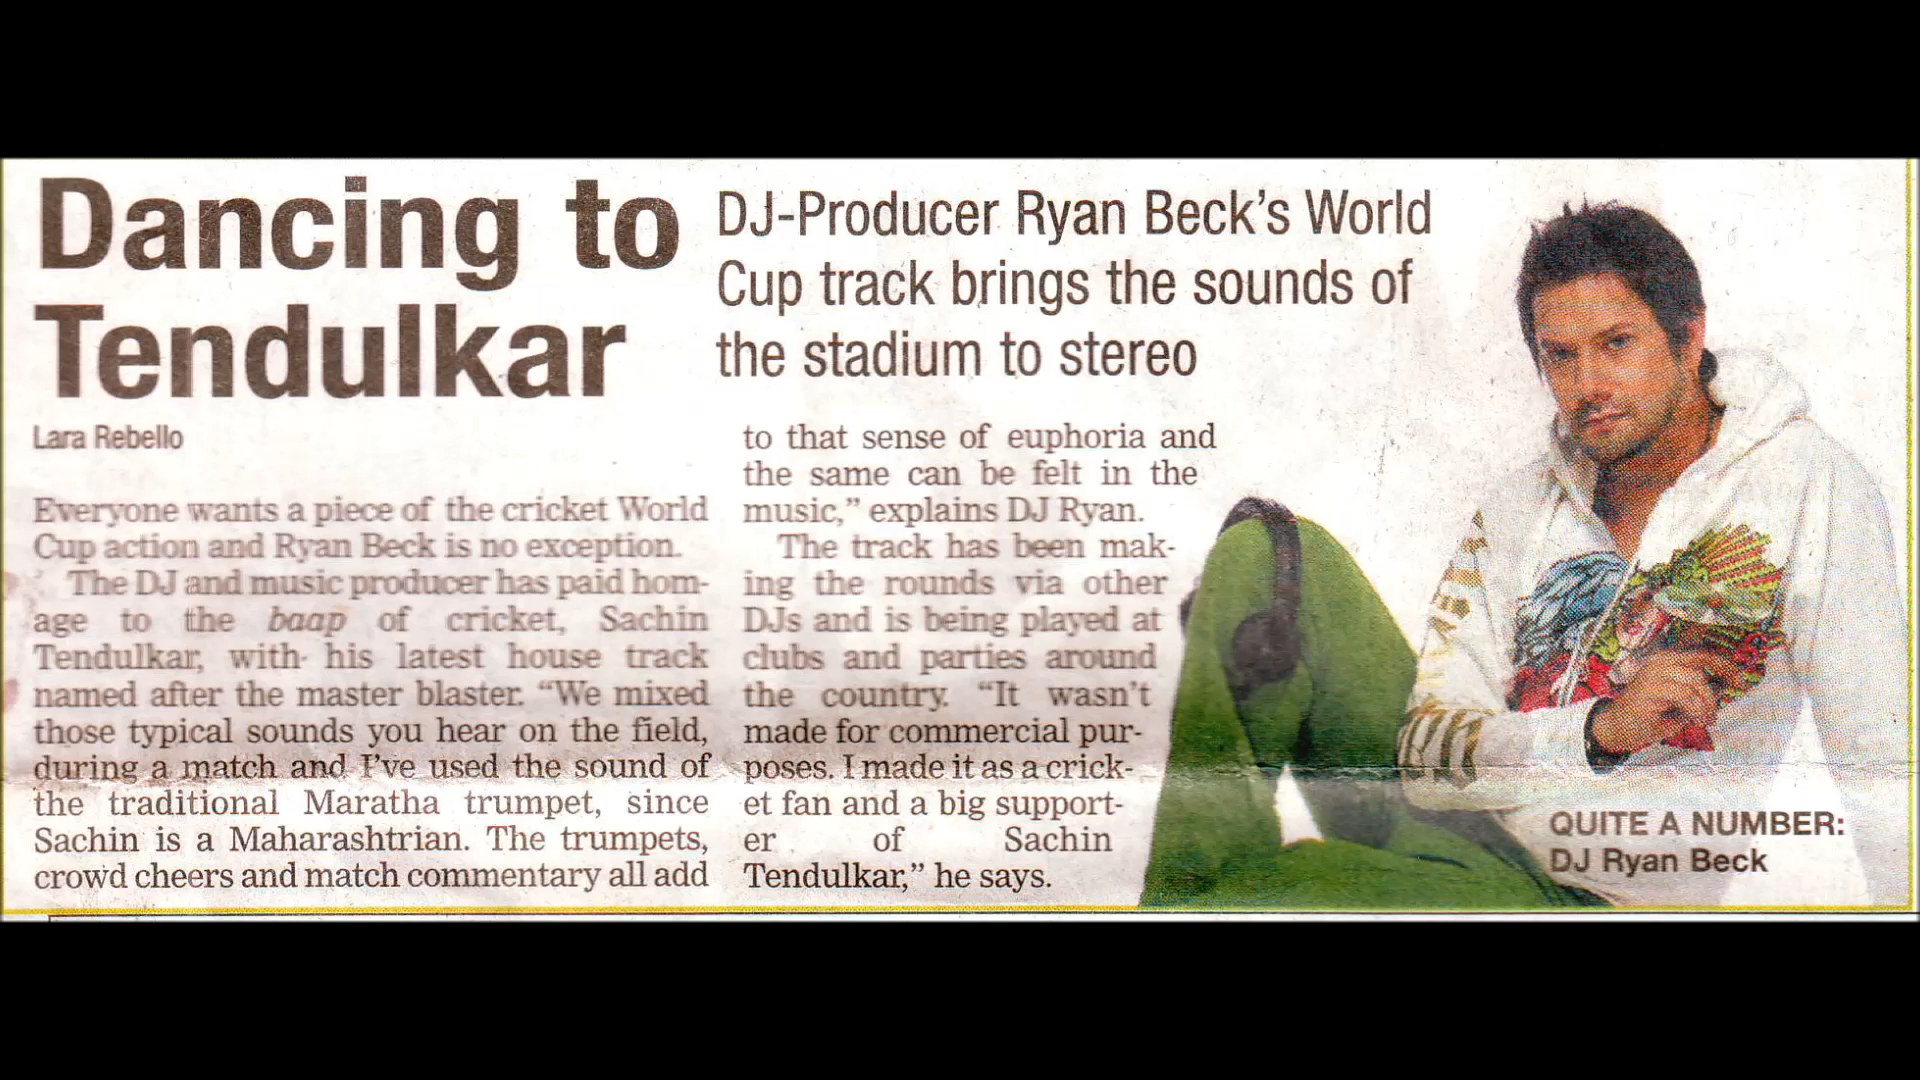 Dancing to
Tendulkar
DJ-Producer Ryan Beck's World
Cup track brings the sounds of
the stadium to stereo
Lara Rebello
Everyone wants a piece of the cricket World
Cup action and Ryan Beck is no exception.
The DJ and music producer has paid hom-
age to the baap of cricket, Sachin
Tendulkar, with his latest house track
named after the master blaster. “We mixed
those typical sounds you hear on the field,
during a match and I've used the sound of
the traditional Maratha trumpet, since
Sachin is a Maharashtrian. The trumpets,
crowd cheers and match commentary all add
to that sense of euphoria and
the same can be felt in the
music,” explains DJ Ryan.
The track has been mak-
ing the rounds via other
DJs and is being played at
clubs and parties around
the country. “It wasn't
made for commercial pur-
poses. I made it as a crick-
et fan and a big support-
er of Sachin
Tendulkar,” he says.
QUITE A NUMBER:
DJ Ryan Beck